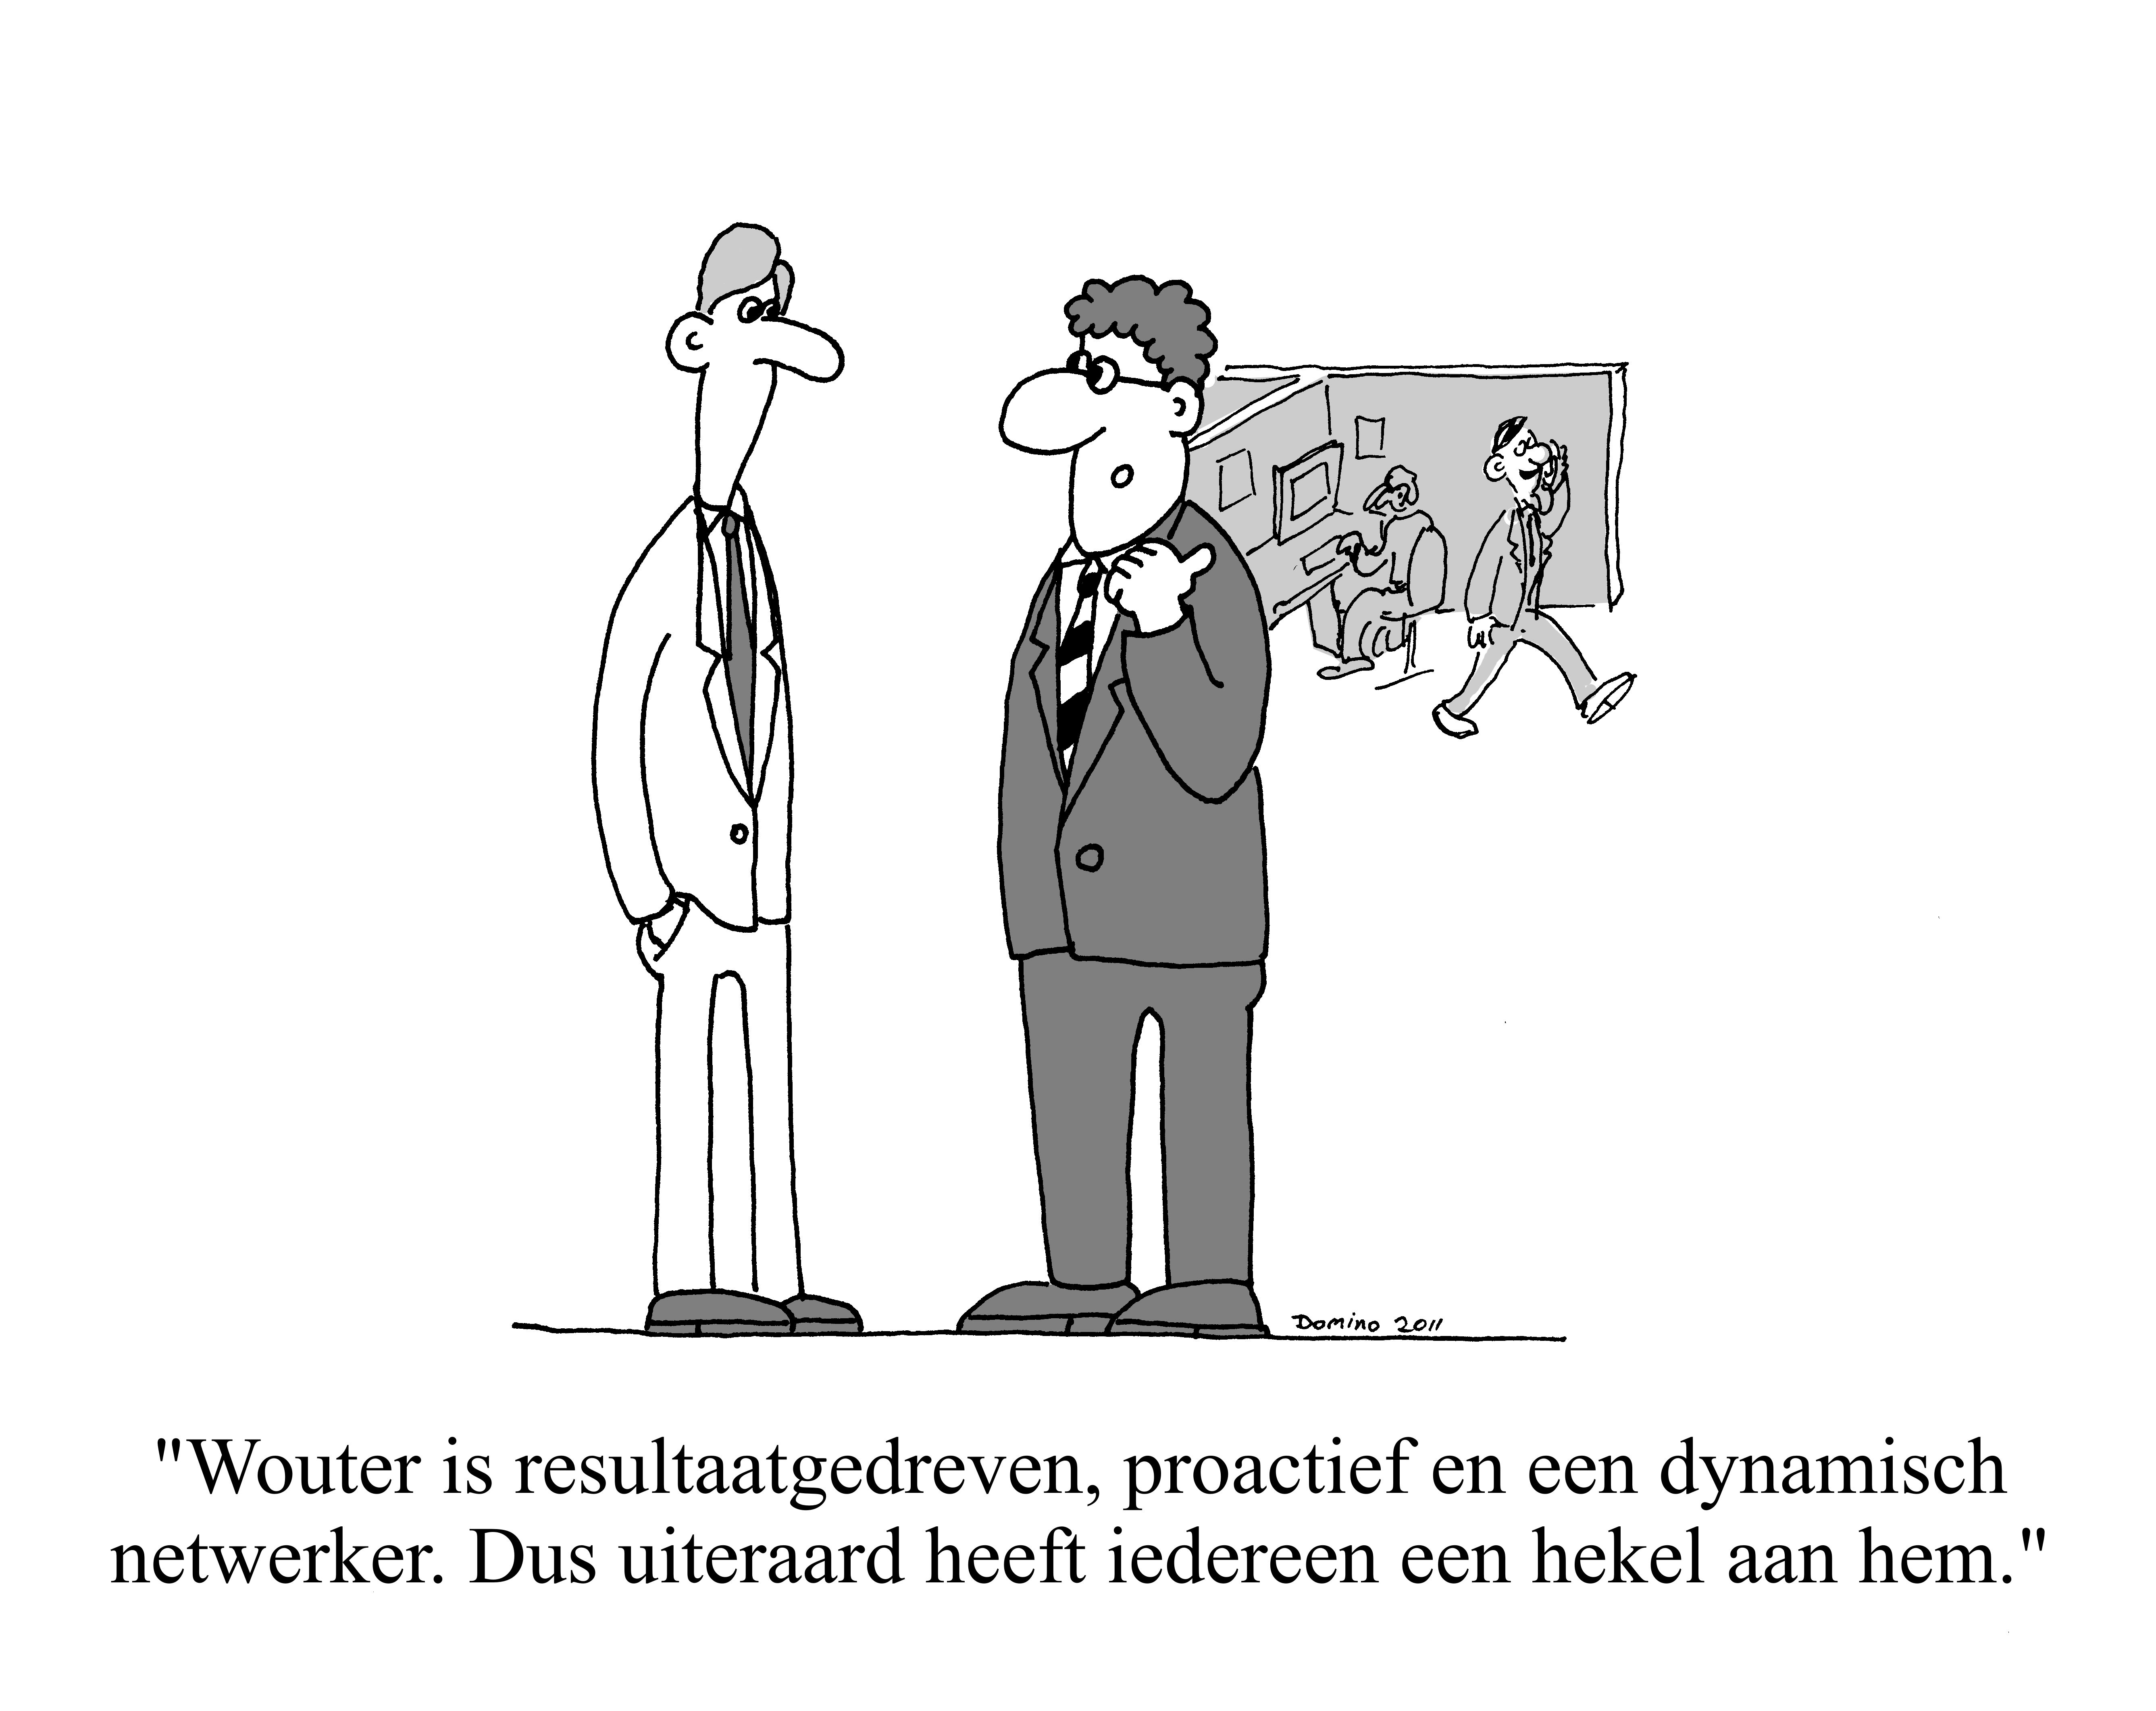 Domino 2011
"Wouter is resultaatgedreven, proactief en een dynamisch
netwerker. Dus uiteraard heeft iedereen een hekel aan hem."